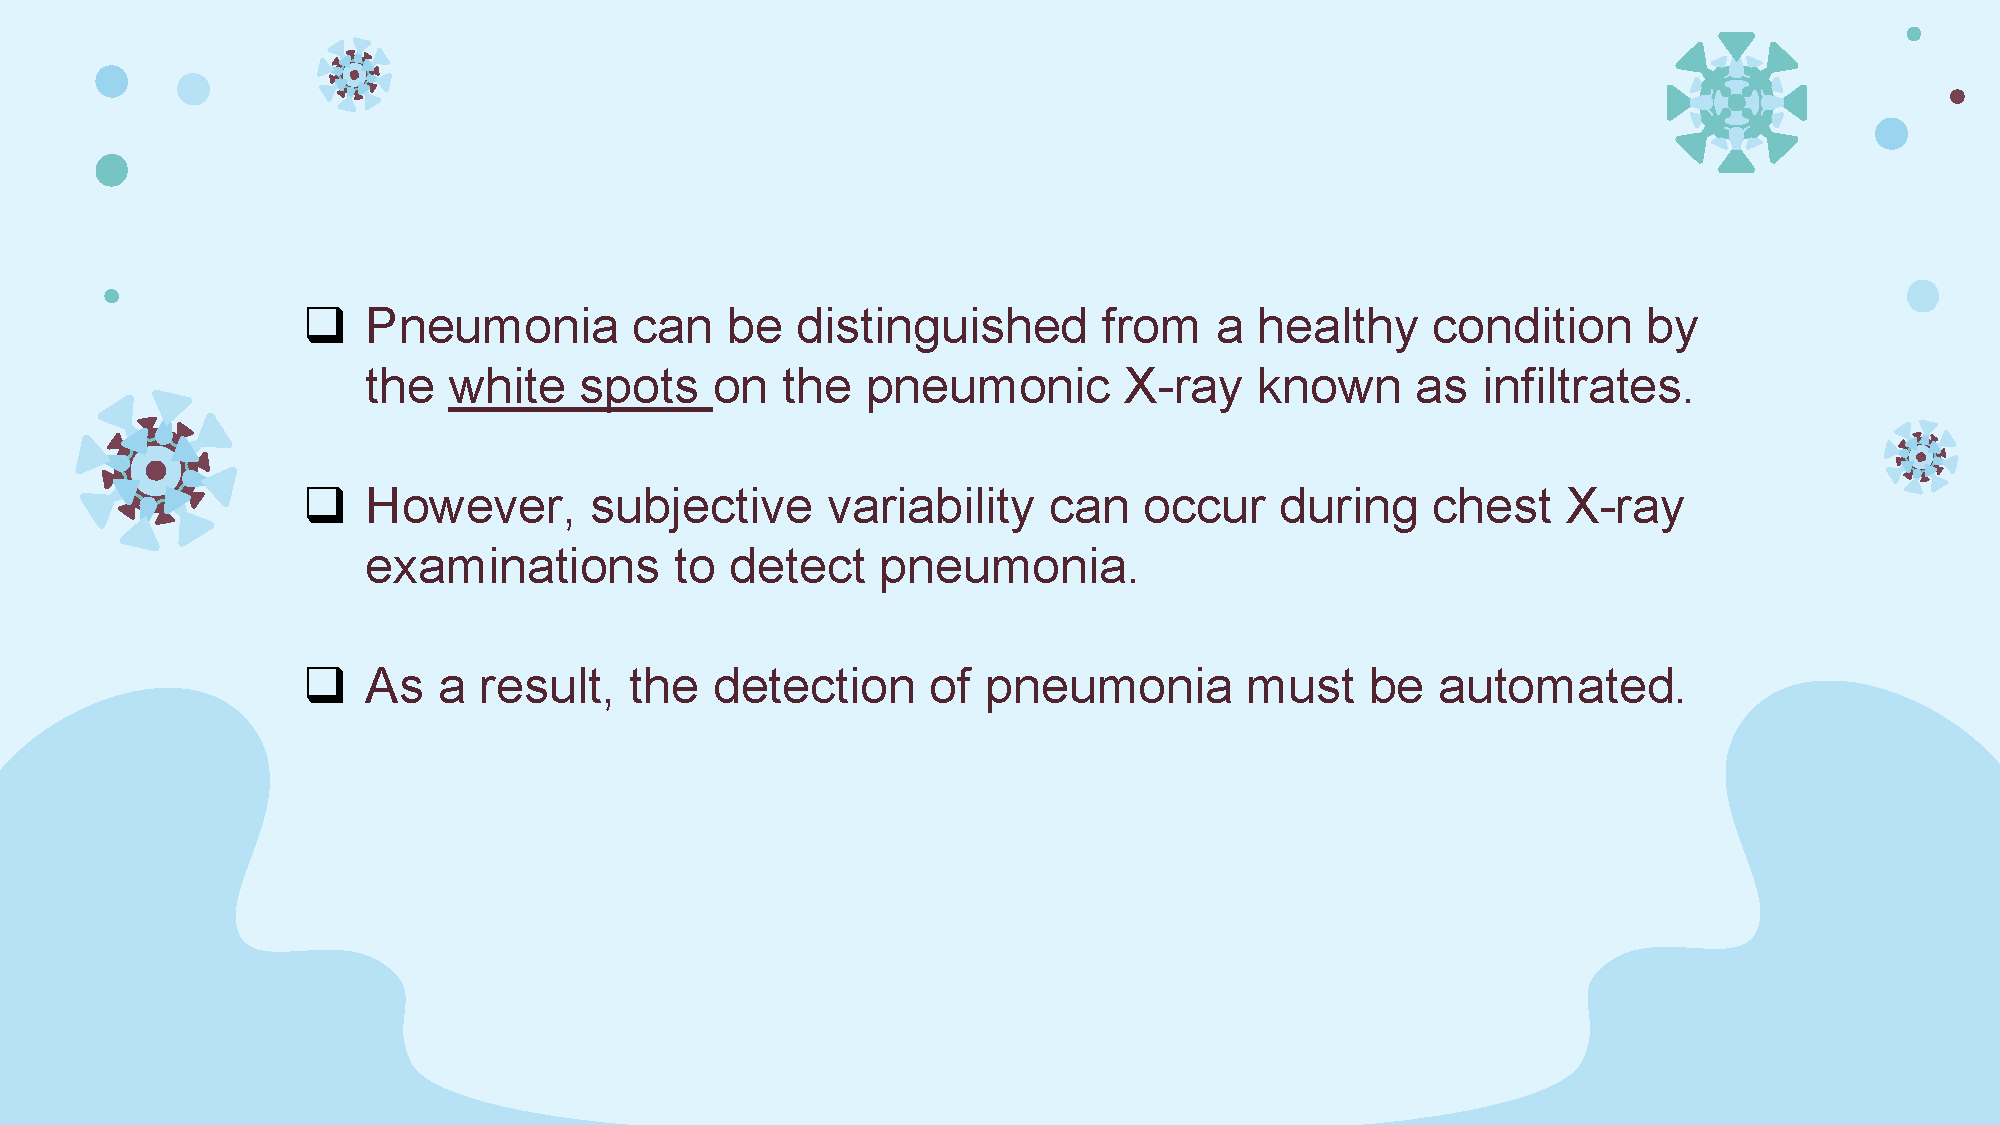 ❑ Pneumonia can be distinguished from a healthy condition by
the white spots on the pneumonic X-ray known as infiltrates.
❑ However, subjective variability can occur during chest X-ray
examinations to detect pneumonia.
❑ As a result, the detection of pneumonia must be automated.